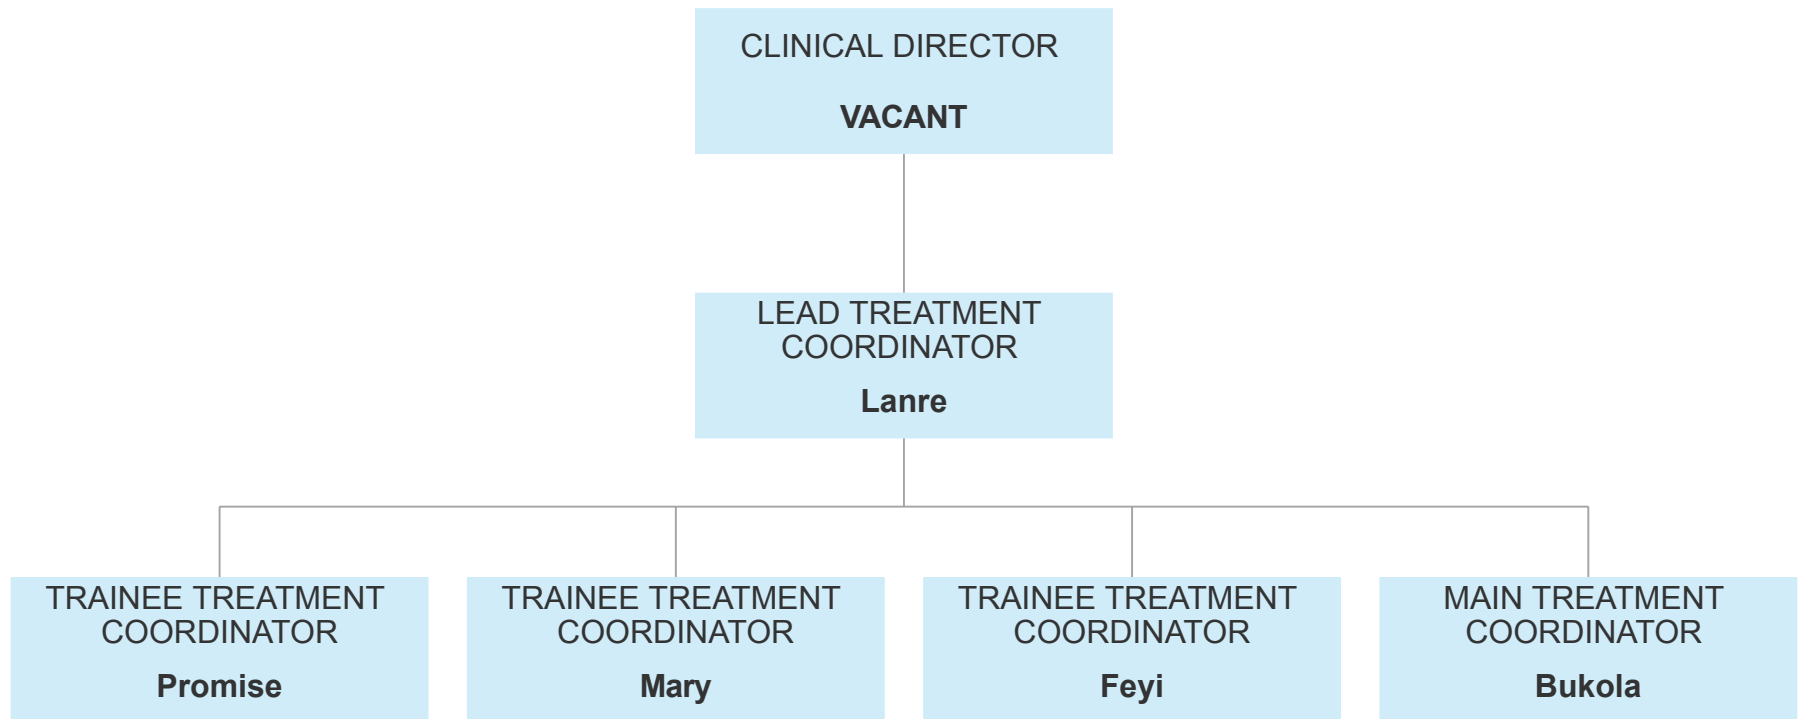 CLINICAL DIRECTOR
VACANT
LEAD TREATMENT
COORDINATOR
Lanre
TRAINEE TREATMENT
COORDINATOR
Promise
TRAINEE TREATMENT
COORDINATOR
Mary
TRAINEE TREATMENT
COORDINATOR
Feyi
MAIN TREATMENT
COORDINATOR
Bukola